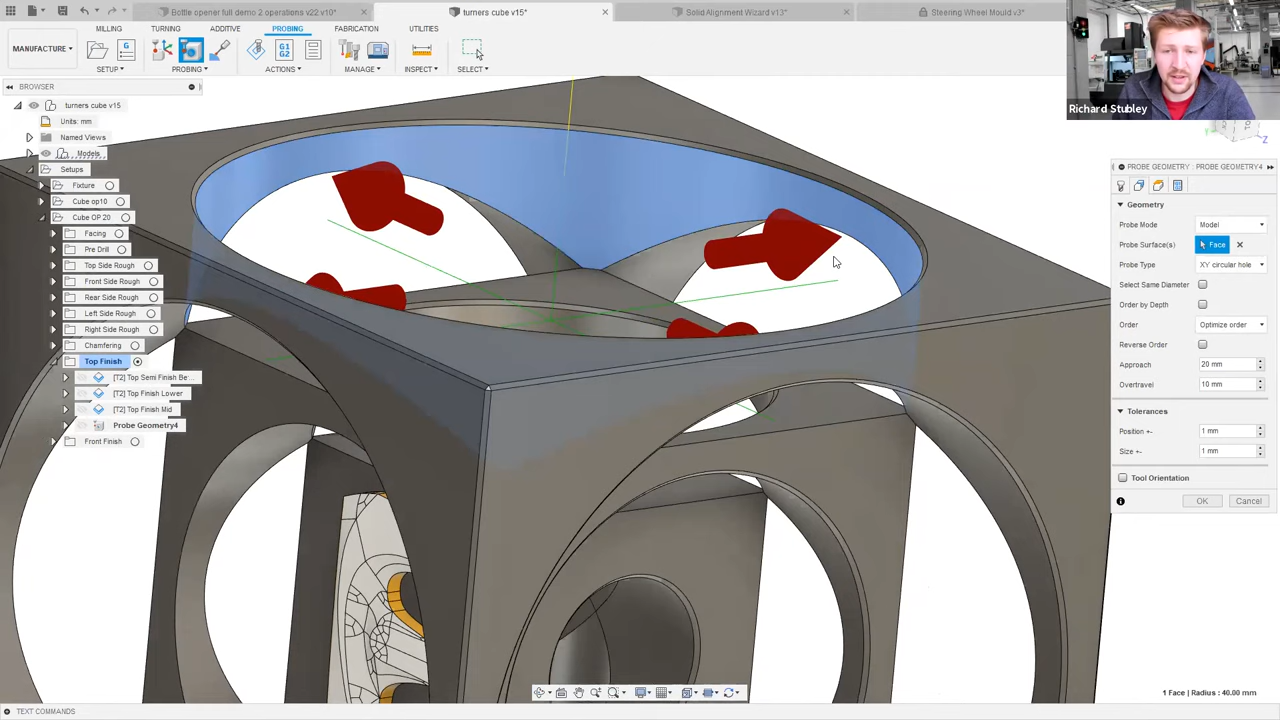 Bottle opener full demo 2 operations v22 v10*
turners cube v15*
Solid Alignment Wizard v13*
Steering Wheel Mould v3*
MILLING
TURNING
ADDITIVE
PROBING
FABRICATION
UTILITIES
MANUFACTURE
G
G1
G2
SETUP
PROBING
ACTIONS
MANAGE
INSPECT
SELECT
BROWSER
turners cube v15
Units: mm
Named Views
Models
Setups
Fixture
Cube op10
Cube OP 20
Facing
Pre Drill
Top Side Rough
Front Side Rough
Rear Side Rough
Left Side Rough
Right Side Rough
Chamfering
Top Finish
[T2] Top Semi Finish Be...
[T2] Top Finish Lower
[T2] Top Finish Mid
Probe Geometry4
Front Finish
Richard Stubley
Y
Z
PROBE GEOMETRY : PROBE GEOMETRY4
Geometry
Probe Mode Model
Probe Surface(s) Face
Probe Type XY circular hole
Select Same Diameter
Order by Depth
Order Optimize order
Reverse Order
Approach 20 mm
Overtravel 10 mm
Tolerances
Position +- 1 mm
Size +- 1 mm
Tool Orientation
OK Cancel
1 Face | Radius : 40.00 mm
TEXT COMMANDS